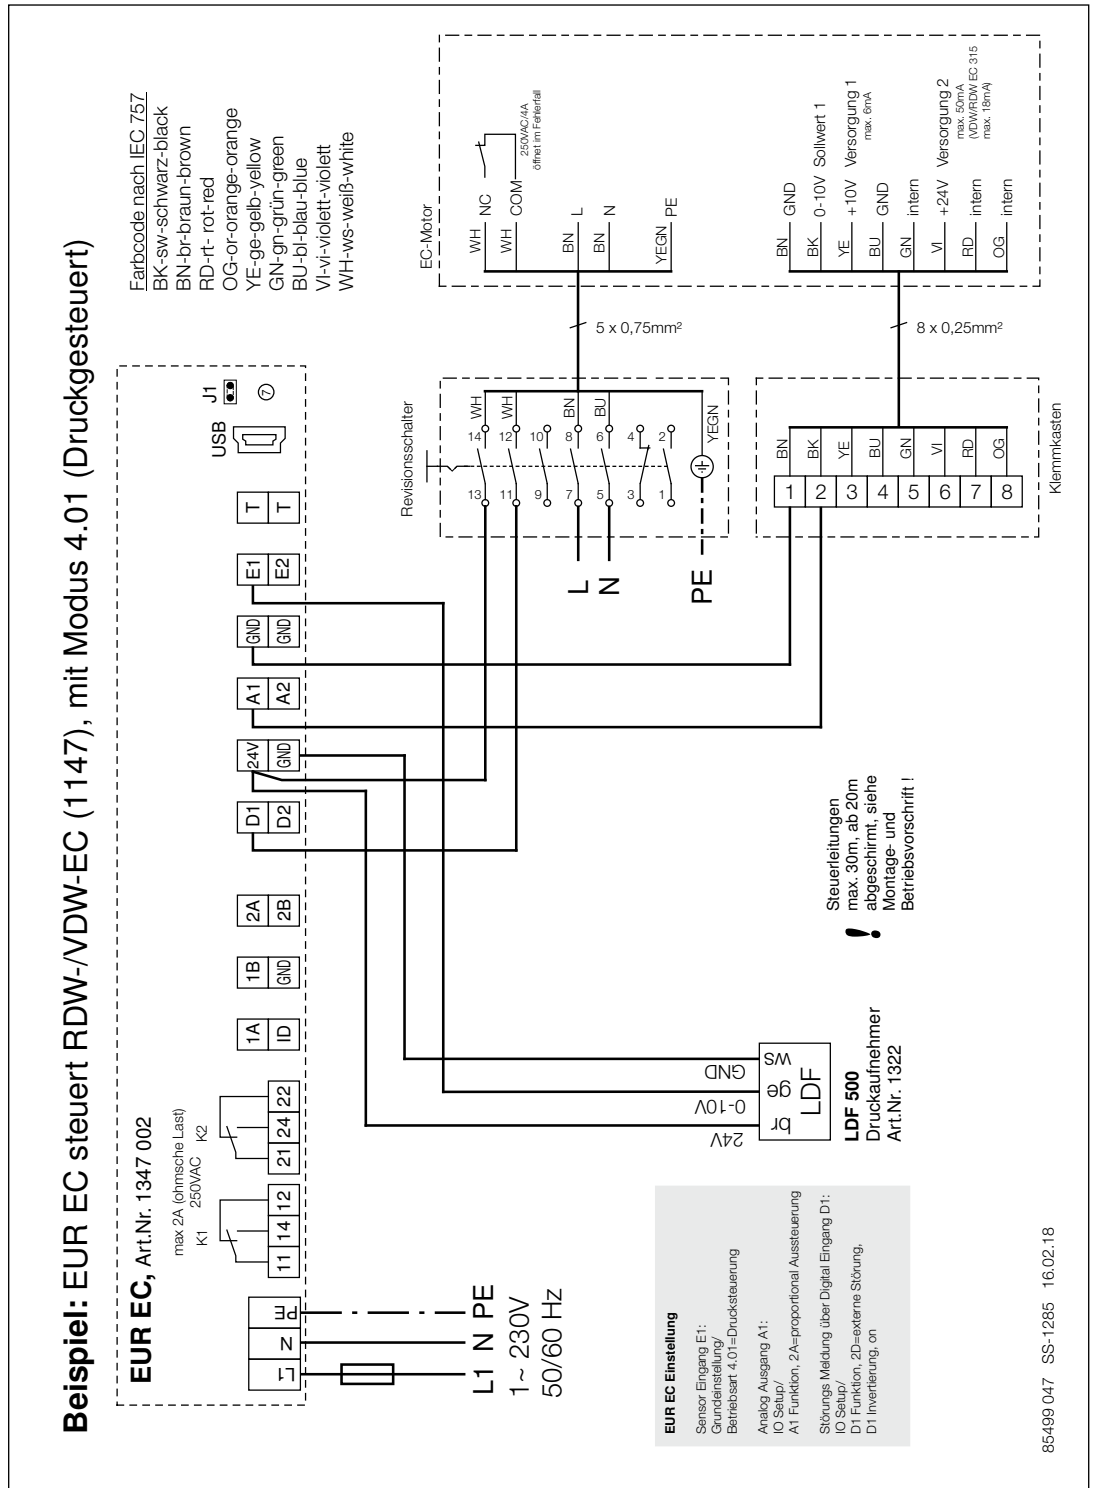 Beispiel: EUR EC steuert RDW-/VDW-EC (1147), mit Modus 4.01 (Druckgesteuert)
EUR EC, Art.Nr. 1347 002
max 2A (ohmsche Last)
250VAC
K1
K2
L1
N
PE
11
14
12
21
24
22
1A
ID
1B
GND
2A
2B
D1
D2
24V
GND
A1
A2
GND
GND
E1
E2
T
T
USB
J1
7
Farbcode nach IEC 757
BK-sw-schwarz-black
BN-br-braun-brown
RD-rt- rot-red
OG-or-orange-orange
YE-ge-gelb-yellow
GN-gn-grün-green
BU-bl-blau-blue
VI-vi-violett-violett
WH-ws-weiß-white
L1 N PE
1~ 230V
50/60 Hz
Revisionsschalter
13
14
WH
11
12
WH
9
10
7
8
BN
5
6
BU
3
4
1
2
YEGN
L
N
PE
5 x 0,75mm²
EC-Motor
WH
NC
WH
COM
250VAC/4A
öffnet im Fehlerfall
BN
L
BN
N
YEGN
PE
BN
GND
BK
0-10V Sollwert 1
YE
+10V Versorgung 1
max. 6mA
BU
GND
GN
intern
VI
+24V Versorgung 2
max. 50mA
(VDW/RDW EC 315
max. 18mA)
RD
intern
OG
intern
8 x 0,25mm²
1
BN
2
BK
3
YE
4
BU
5
GN
6
VI
7
RD
8
OG
Klemmkasten
24V
0-10V
GND
br
ge
ws
LDF
LDF 500
Druckaufnehmer
Art.Nr. 1322
!
Steuerleitungen
max. 30m, ab 20m
abgeschirmt, siehe
Montage- und
Betriebsvorschrift !
EUR EC Einstellung
Sensor Eingang E1:
Grundeinstellung/
Betriebsart 4.01=Drucksteuerung
Analog Ausgang A1:
IO Setup/
A1 Funktion, 2A=proportional Aussteuerung
Störungs Meldung über Digital Eingang D1:
IO Setup/
D1 Funktion, 2D=externe Störung,
D1 Invertierung, on
85499 047 SS-1285 16.02.18